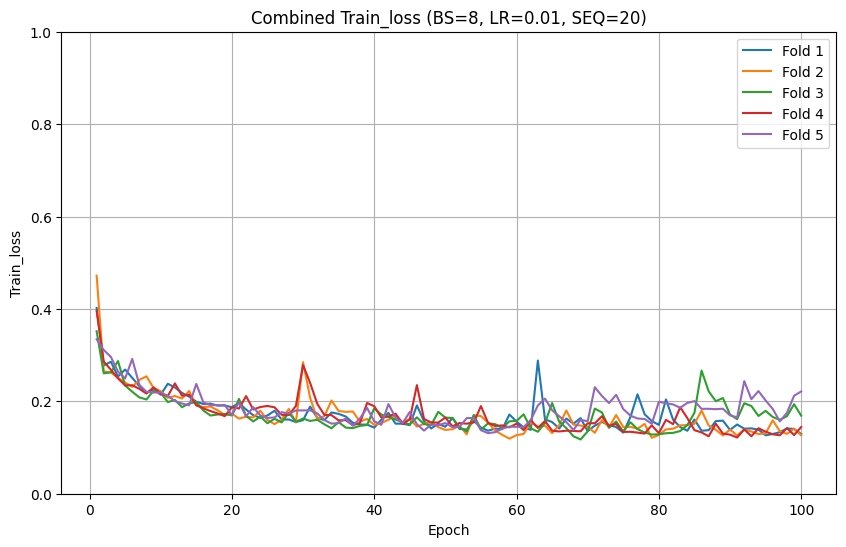 Combined Train_loss (BS=8, LR=0.01, SEQ=20)
1.0
0.8
0.6
0.4
0.2
0.0
Train_loss
0 20 40 60 80 100
Epoch
Fold 1
Fold 2
Fold 3
Fold 4
Fold 5